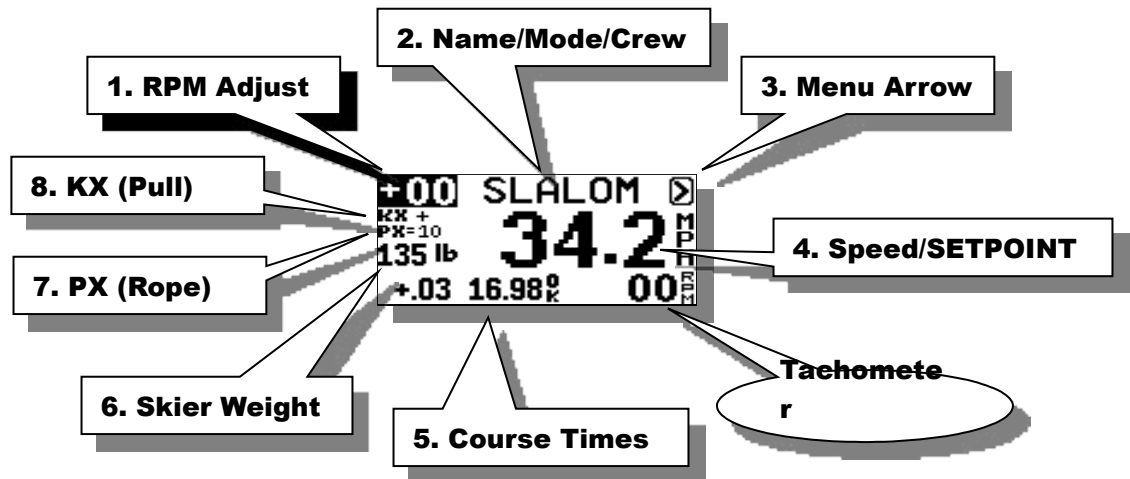 2. Name/Mode/Crew
1. RPM Adjust
3. Menu Arrow
8. KX (Pull)
+00 SLALOM >
KX +
PX=10
34.2 MPH
135 lb
4. Speed/SETPOINT
7. PX (Rope)
+.03 16.98 OK 00 RPM
Tachomete
r
6. Skier Weight
5. Course Times